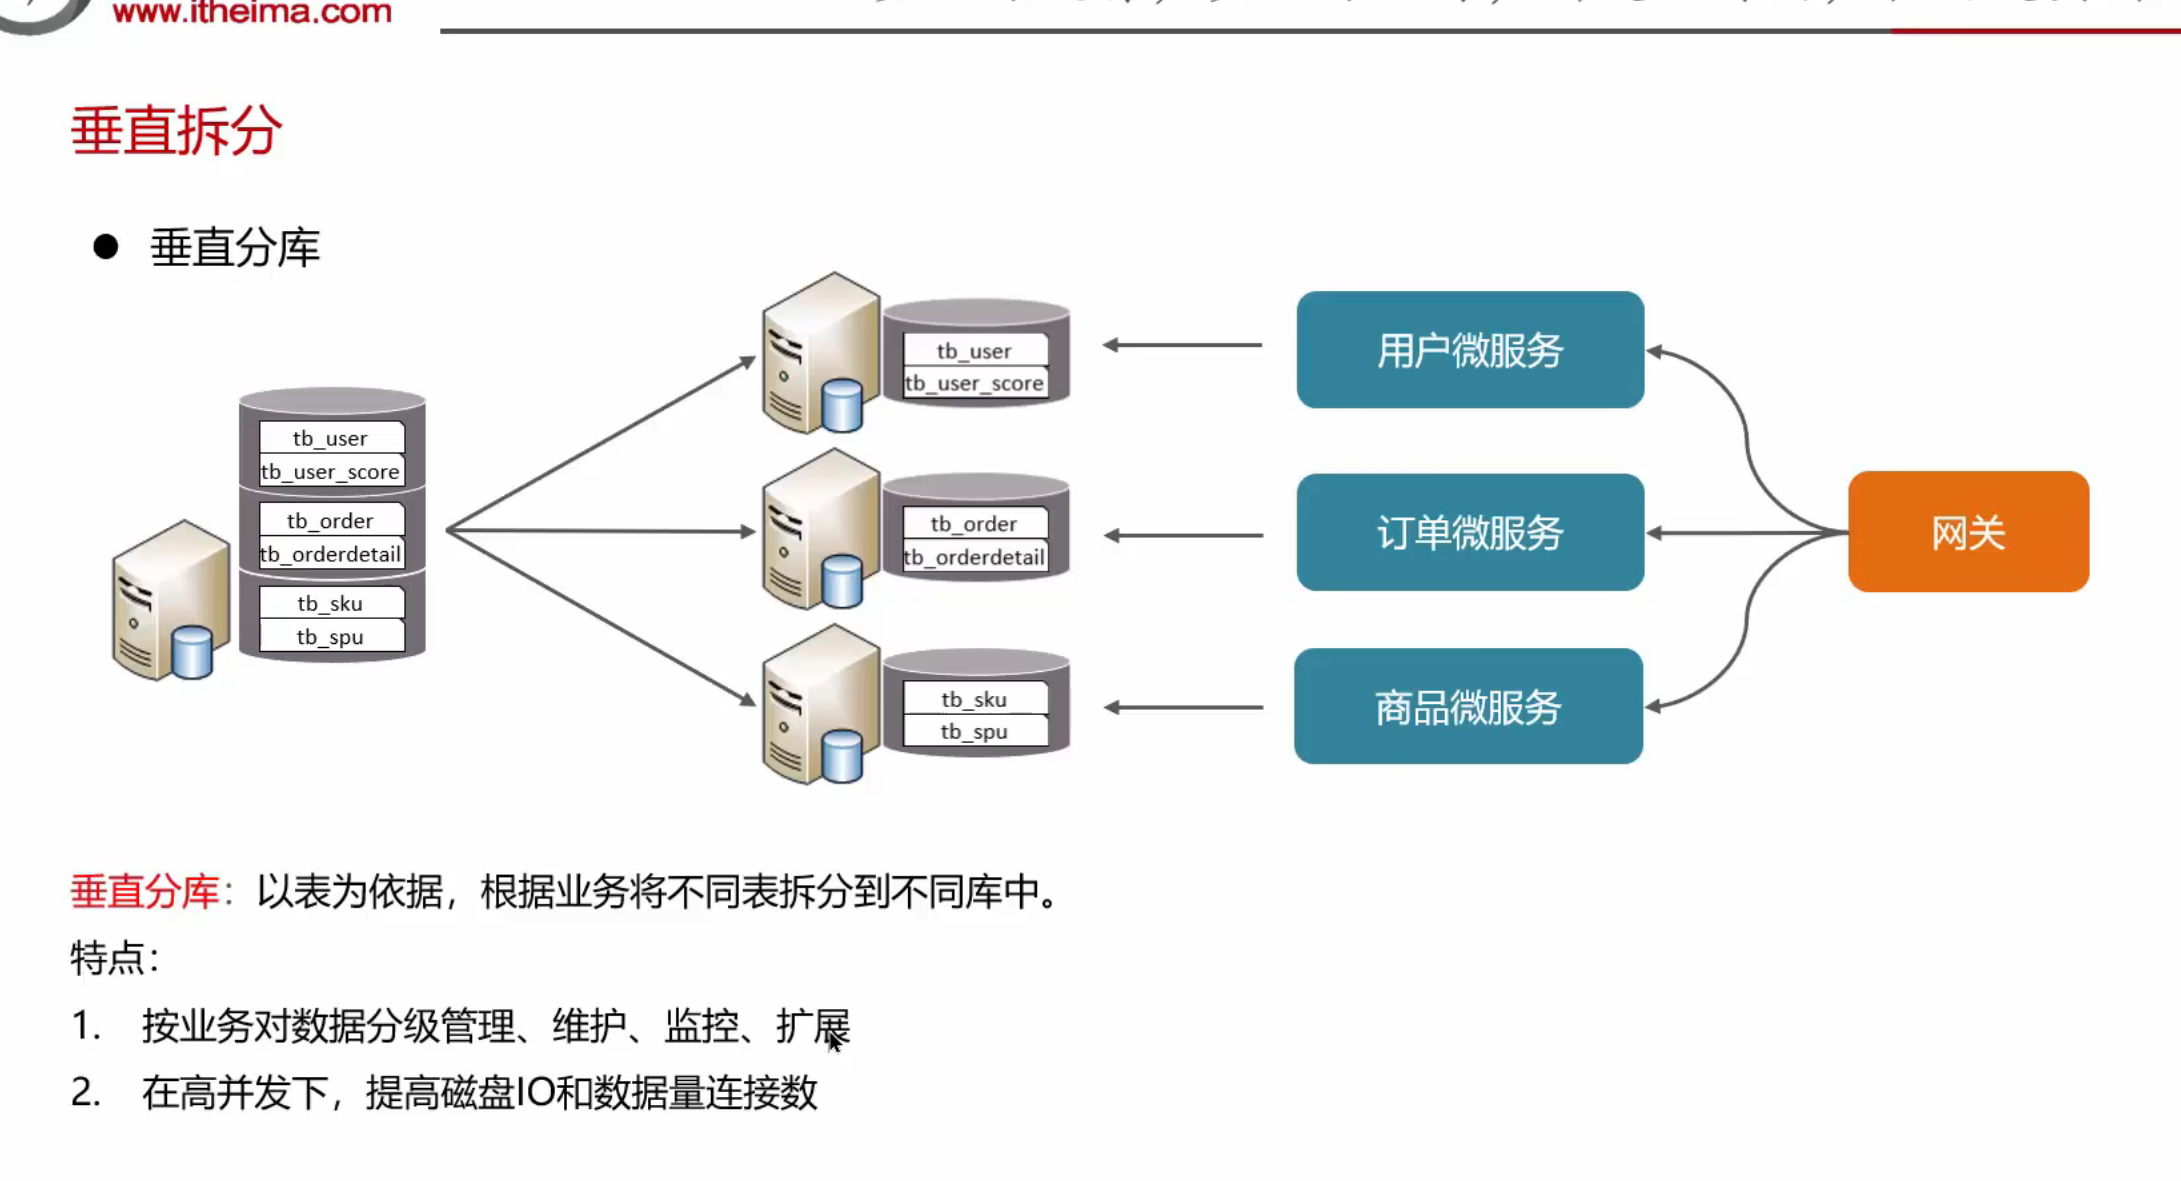 www.itheima.com
垂直拆分
● 垂直分库
tb_user
tb_user_score
tb_order
tb_orderdetail
tb_sku
tb_spu
tb_user
tb_user_score
tb_order
tb_orderdetail
tb_sku
tb_spu
用户微服务
订单微服务
商品微服务
网关
垂直分库：以表为依据，根据业务将不同表拆分到不同库中。
特点：
1. 按业务对数据分级管理、维护、监控、扩展
2. 在高并发下，提高磁盘IO和数据量连接数